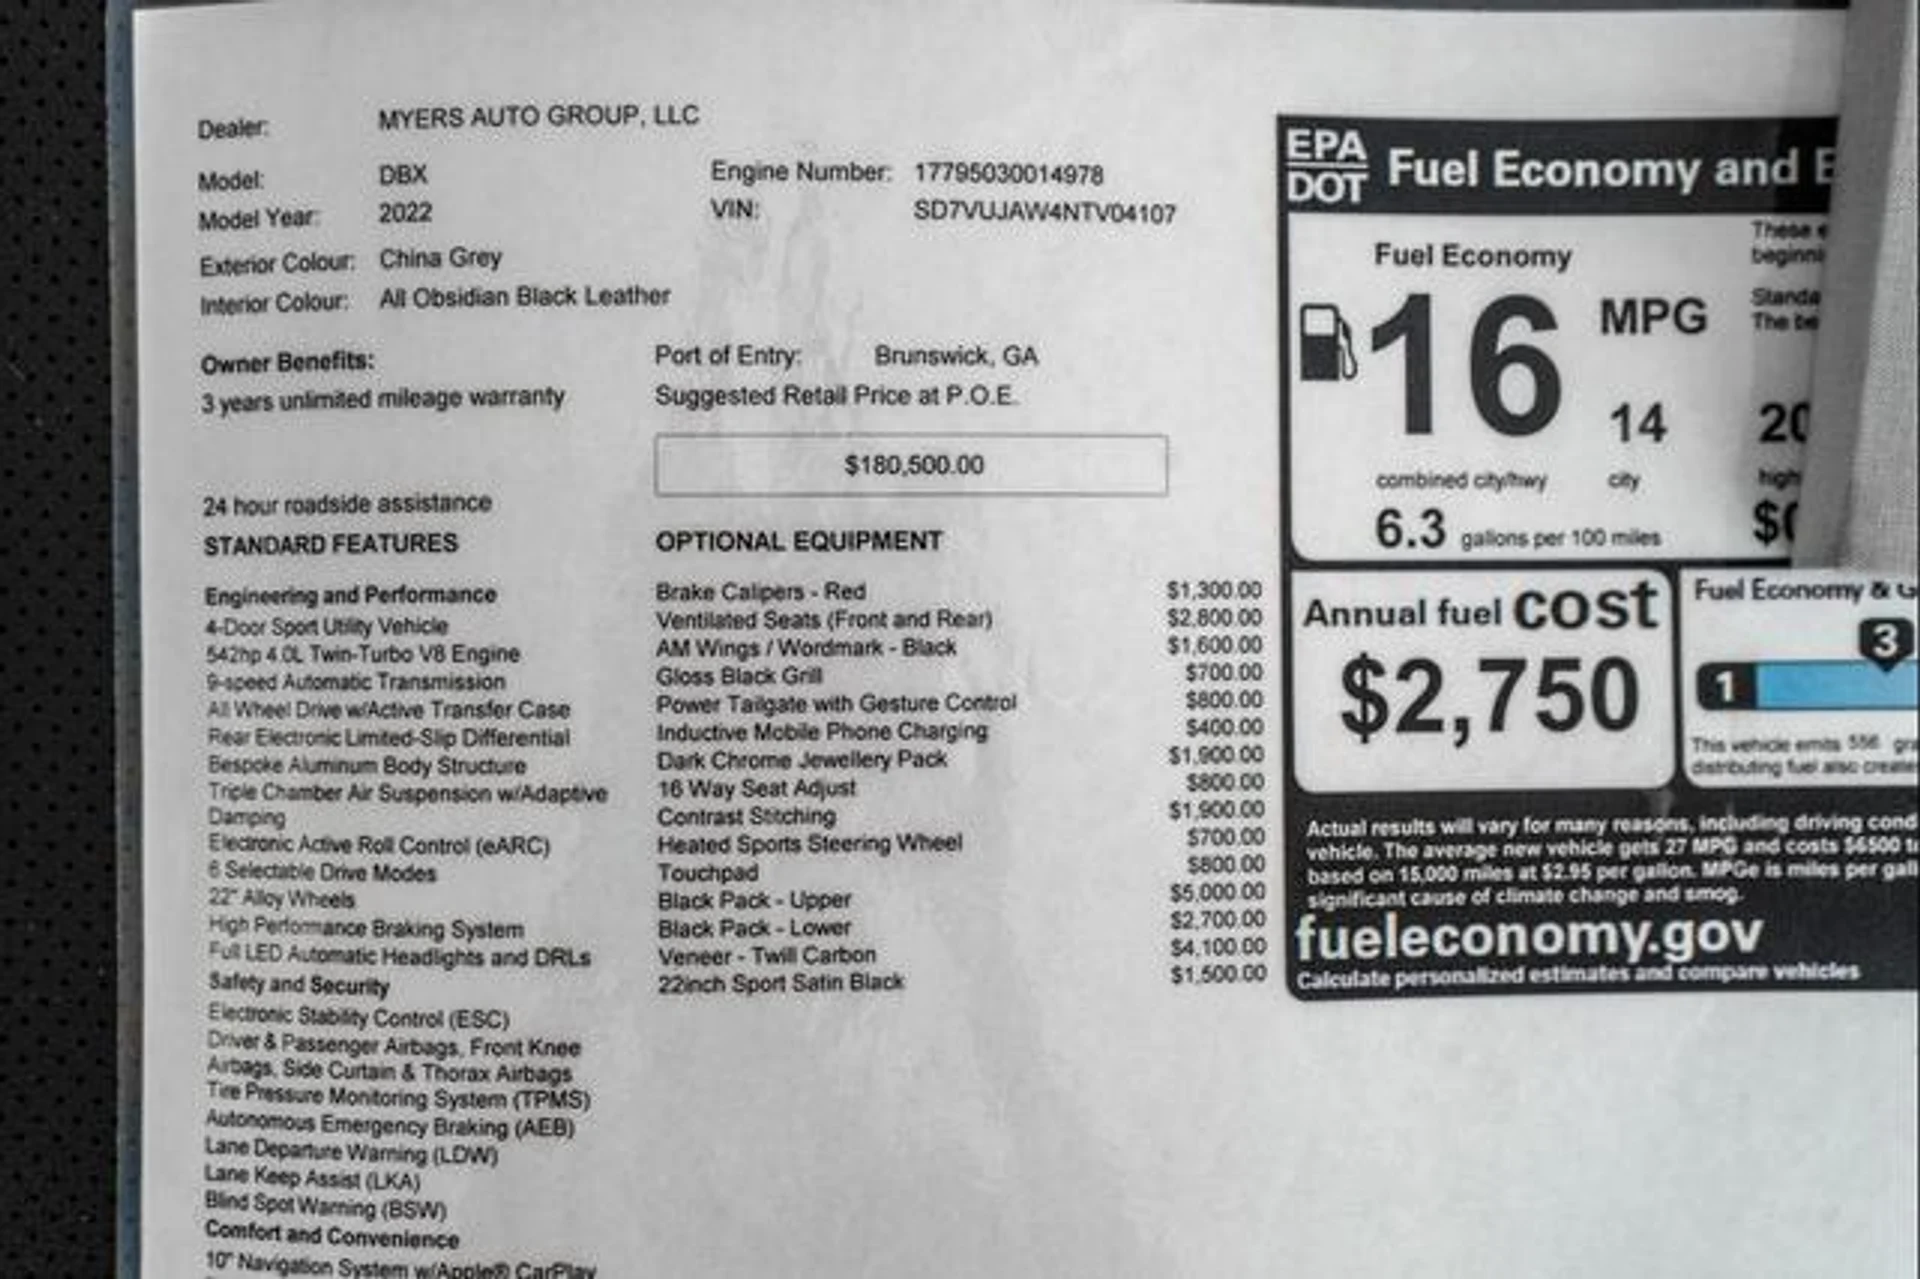 Dealer: MYERS AUTO GROUP, LLC
Model: DBX Engine Number: 17795030014978
Model Year: 2022 VIN: SD7VUJAW4NTV04107
Exterior Colour: China Grey
Interior Colour: All Obsidian Black Leather
Owner Benefits: Port of Entry: Brunswick, GA
3 years unlimited mileage warranty Suggested Retail Price at P.O.E.
$180,500.00
24 hour roadside assistance
STANDARD FEATURES
Engineering and Performance
4-Door Sport Utility Vehicle
542hp 4.0L Twin-Turbo V8 Engine
9-speed Automatic Transmission
All Wheel Drive w/Active Transfer Case
Rear Electronic Limited-Slip Differential
Bespoke Aluminum Body Structure
Triple Chamber Air Suspension w/Adaptive
Damping
Electronic Active Roll Control (eARC)
6 Selectable Drive Modes
22" Alloy Wheels
High Performance Braking System
Full LED Automatic Headlights and DRLs
Safety and Security
Electronic Stability Control (ESC)
Driver & Passenger Airbags, Front Knee
Airbags, Side Curtain & Thorax Airbags
Tire Pressure Monitoring System (TPMS)
Autonomous Emergency Braking (AEB)
Lane Departure Warning (LDW)
Lane Keep Assist (LKA)
Blind Spot Warning (BSW)
Comfort and Convenience
10" Navigation System w/Apple® CarPlay
OPTIONAL EQUIPMENT
Brake Calipers - Red $1,300.00
Ventilated Seats (Front and Rear) $2,800.00
AM Wings / Wordmark - Black $1,600.00
Gloss Black Grill $700.00
Power Tailgate with Gesture Control $800.00
Inductive Mobile Phone Charging $400.00
Dark Chrome Jewellery Pack $1,900.00
16 Way Seat Adjust $800.00
Contrast Stitching $1,900.00
Heated Sports Steering Wheel $700.00
Touchpad $800.00
Black Pack - Upper $5,000.00
Black Pack - Lower $2,700.00
Veneer - Twill Carbon $4,100.00
22inch Sport Satin Black $1,500.00
EPA
DOT
Fuel Economy and
Fuel Economy
These
16 MPG
Standa
The be
14 20
combined city/hwy city high
6.3 gallons per 100 miles
Annual fuel cost
$2,750
Fuel Economy &
3
1
This vehicle emits 556
distributing fuel also
Actual results will vary for many reasons, including driving cond
vehicle. The average new vehicle gets 27 MPG and costs $6500
based on 15,000 miles at $2.95 per gallon. MPGe is miles per gall
significant cause of climate change and smog.
fueleconomy.gov
Calculate personalized estimates and compare vehicles